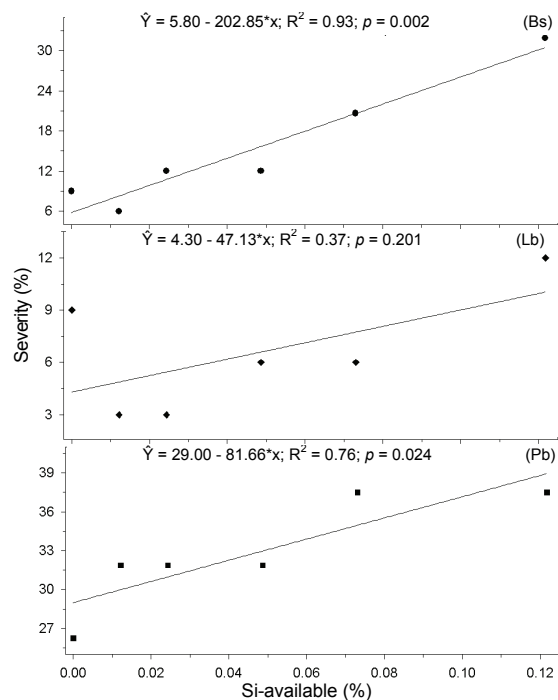 Ŷ = 5.80 - 202.85*x; R² = 0.93; p = 0.002
(Bs)
30
24
18
12
6
Ŷ = 4.30 - 47.13*x; R² = 0.37; p = 0.201
(Lb)
12
9
6
3
Severity (%)
Ŷ = 29.00 - 81.66*x; R² = 0.76; p = 0.024
(Pb)
39
36
33
30
27
0.00 0.02 0.04 0.06 0.08 0.10 0.12
Si-available (%)